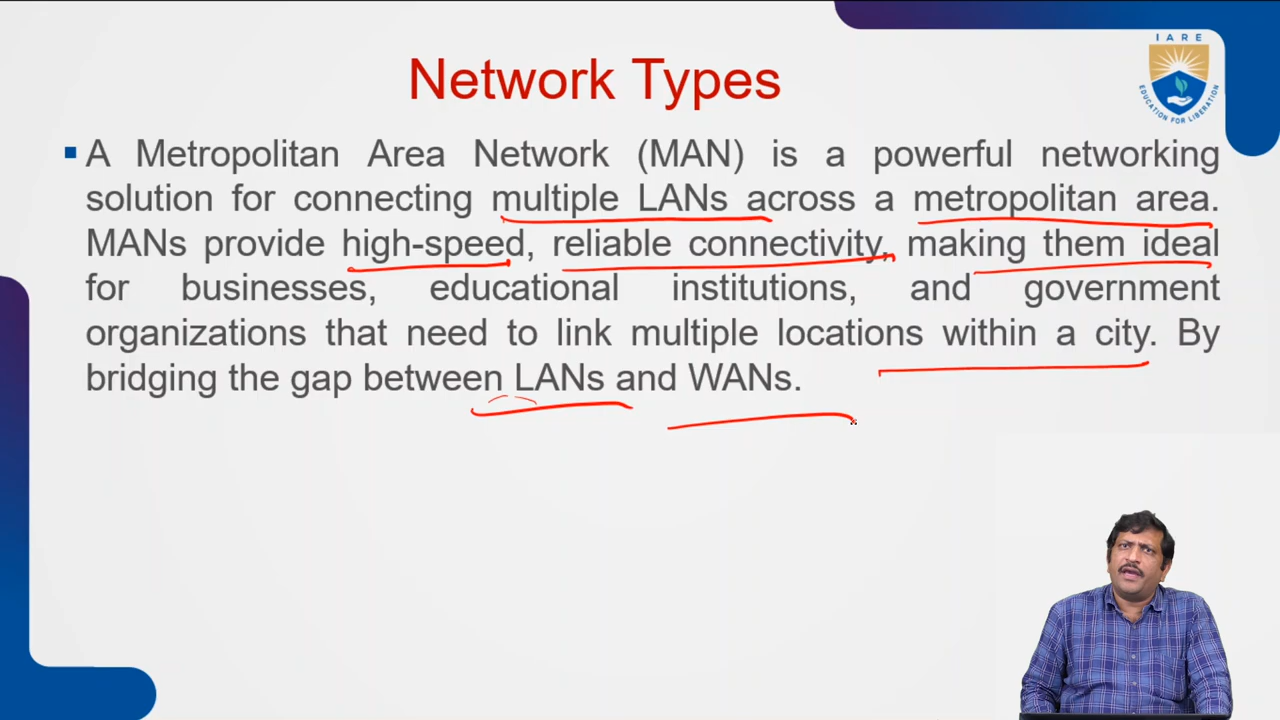 IARE
EDUCATION FOR LIBERATION
Network Types
A Metropolitan Area Network (MAN) is a powerful networking
solution for connecting multiple LANs across a metropolitan area.
MANs provide high-speed, reliable connectivity, making them ideal
for businesses, educational institutions, and government
organizations that need to link multiple locations within a city. By
bridging the gap between LANs and WANs.